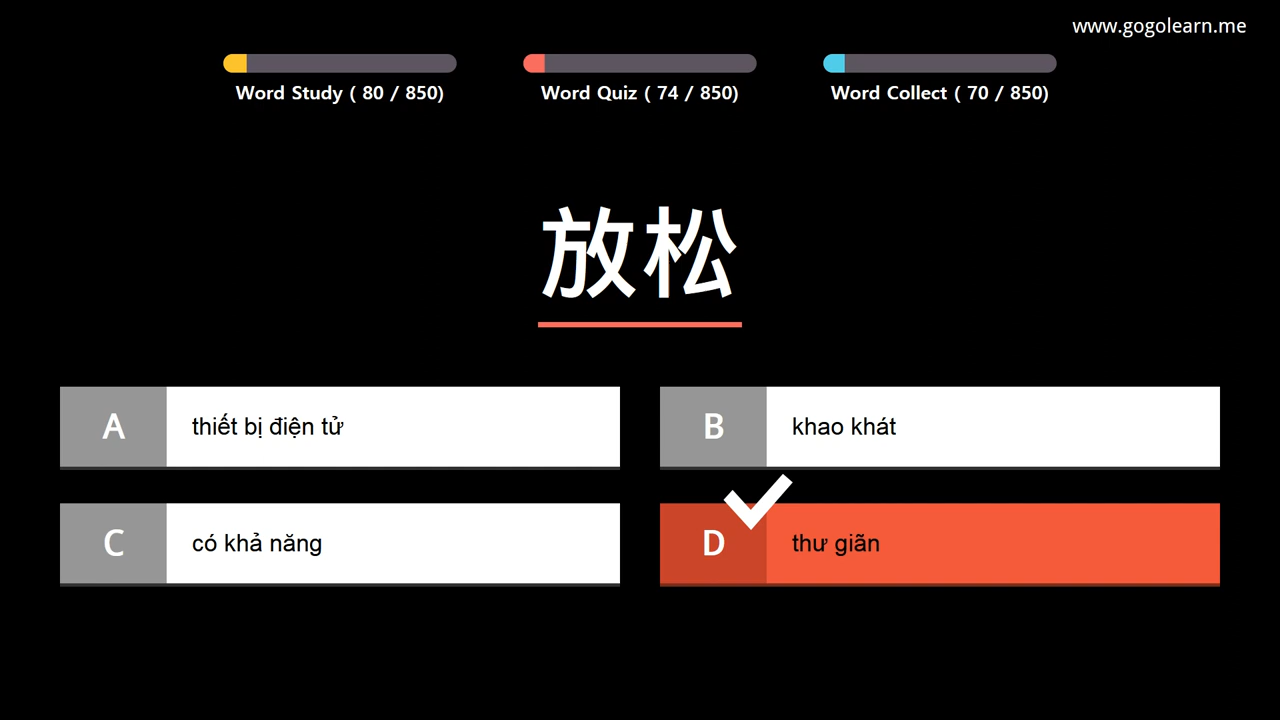 www.gogolearn.me
Word Study ( 80 / 850)
Word Quiz ( 74 / 850)
Word Collect ( 70 / 850)
放松
A thiết bị điện tử
B khao khát
C có khả năng
D thư giãn